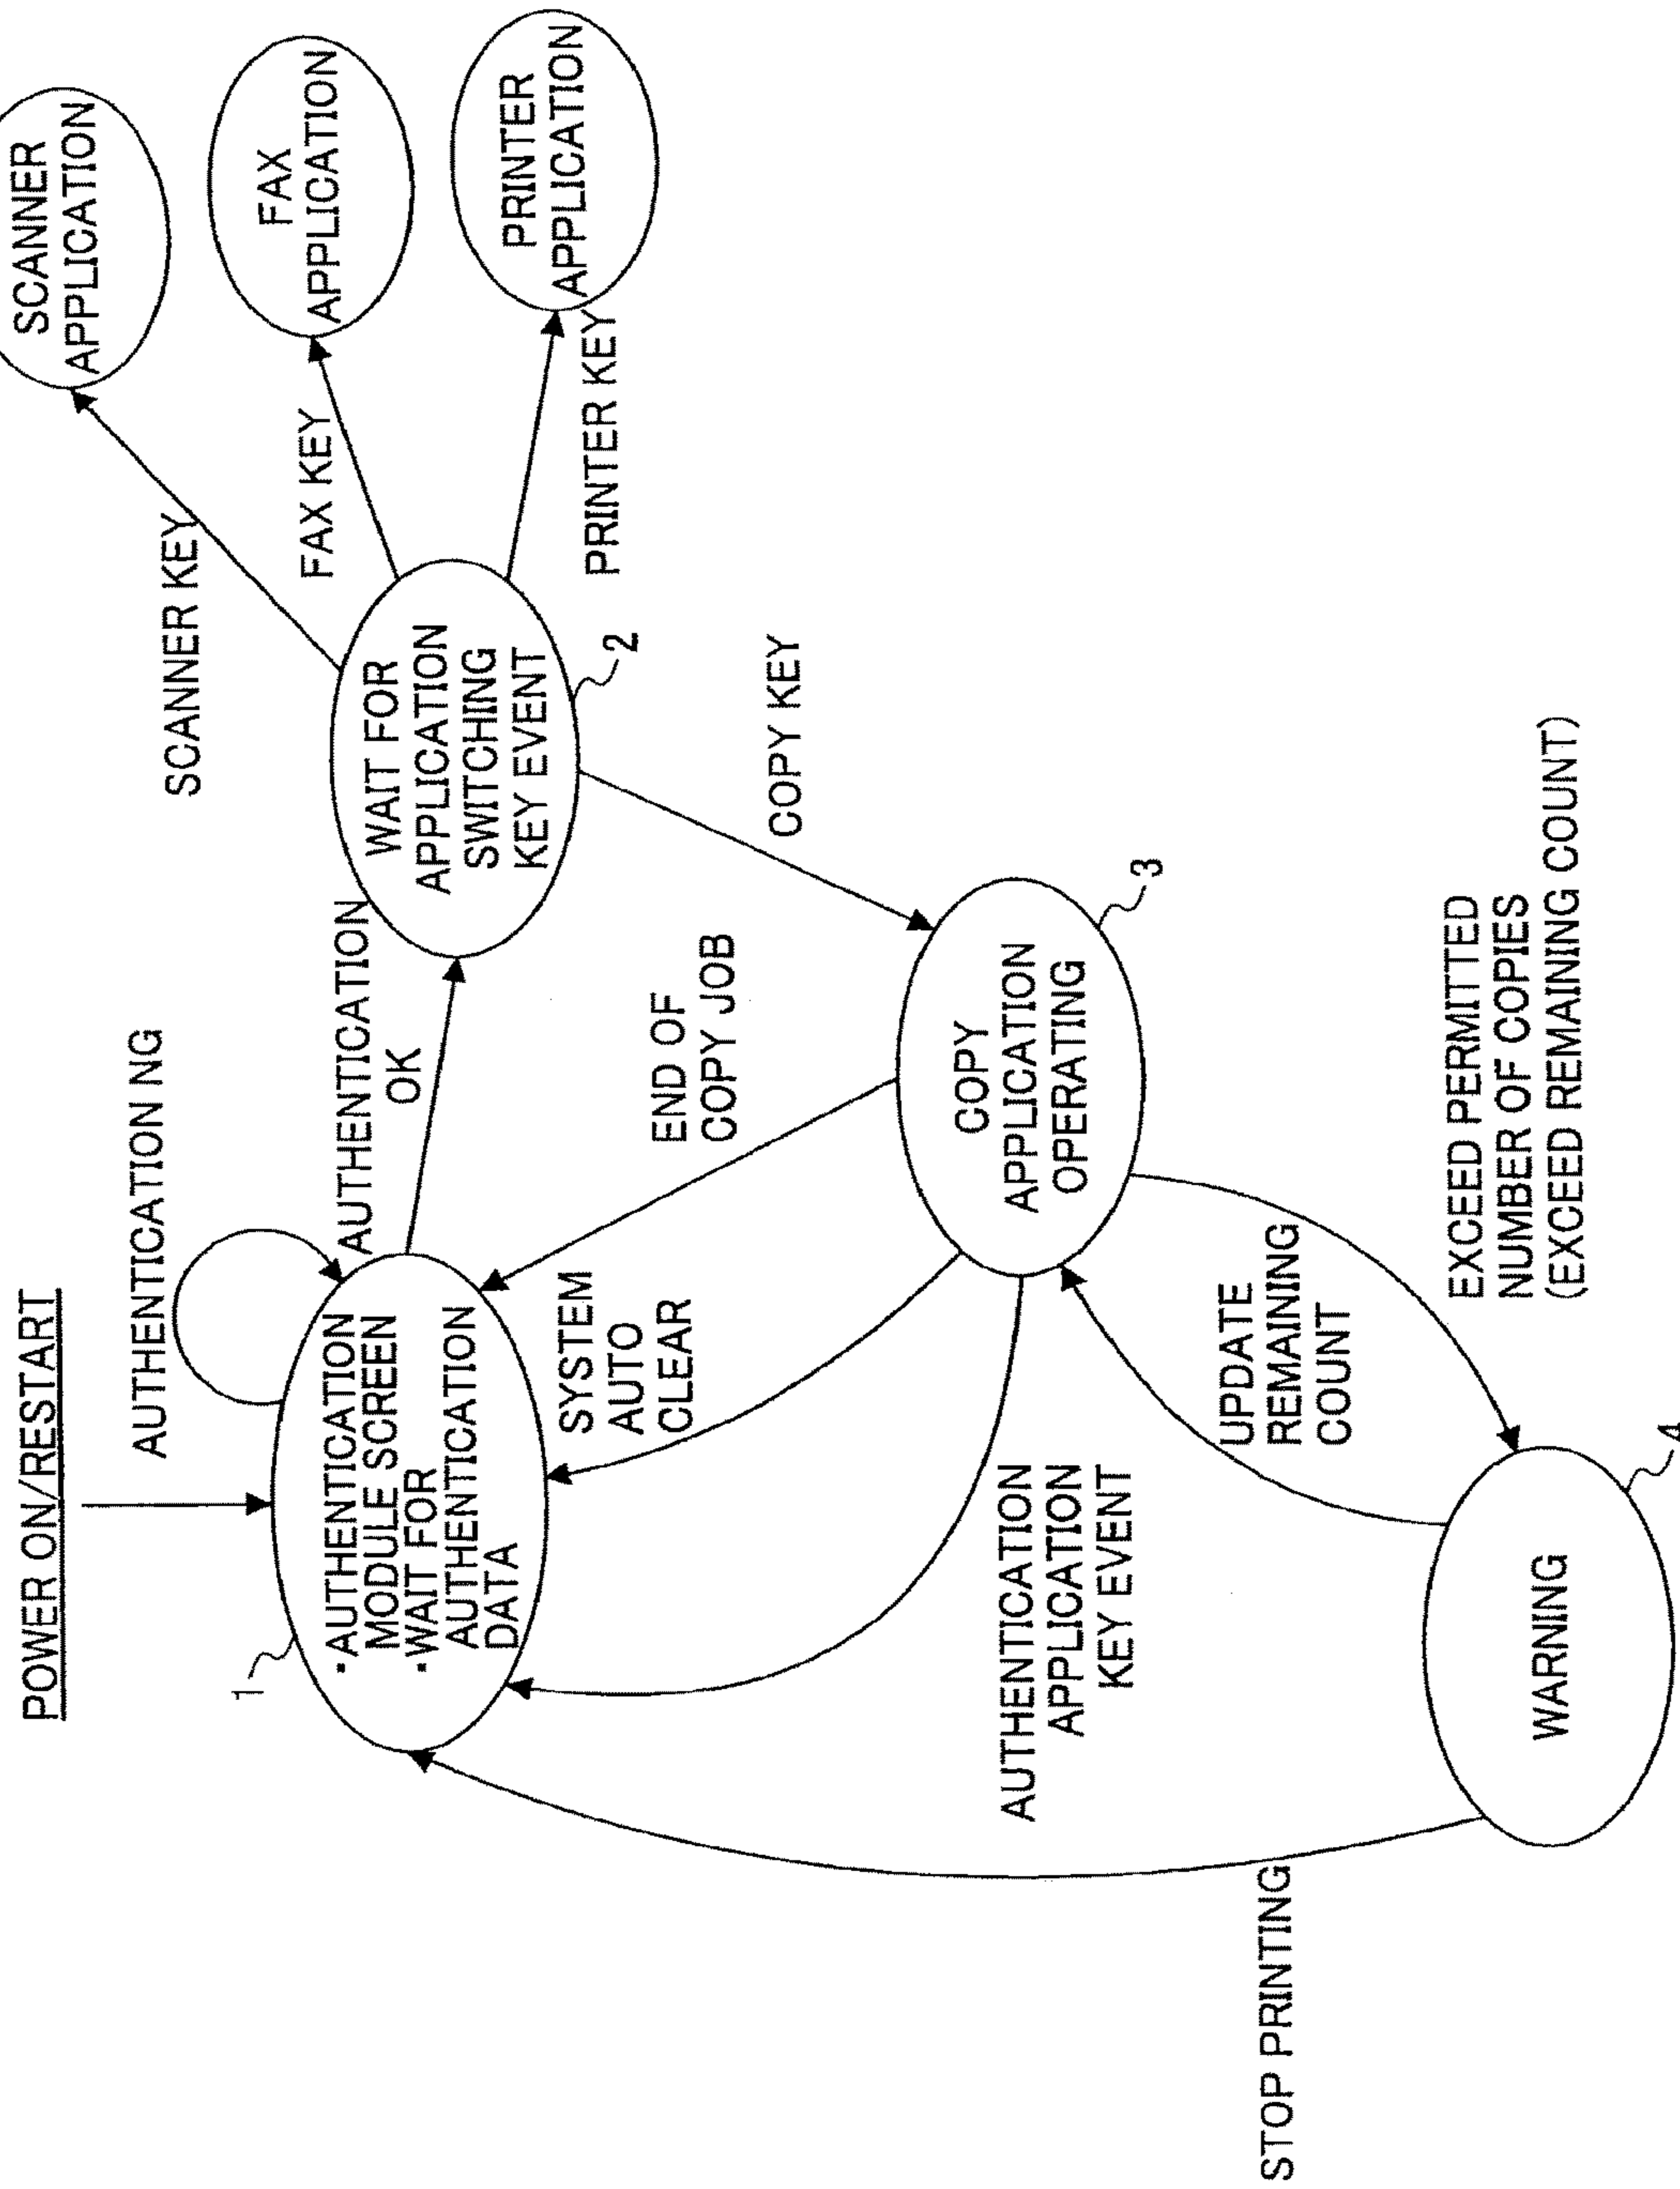 POWER ON/RESTART
AUTHENTICATION NG
1
・AUTHENTICATION
MODULE SCREEN
・WAIT FOR
AUTHENTICATION
DATA
AUTHENTICATION
OK
WAIT FOR
APPLICATION
SWITCHING
KEY EVENT
2
SCANNER KEY
SCANNER
APPLICATION
FAX KEY
FAX
APPLICATION
PRINTER KEY
PRINTER
APPLICATION
COPY KEY
END OF
COPY JOB
SYSTEM
AUTO
CLEAR
COPY
APPLICATION
OPERATING
3
AUTHENTICATION
APPLICATION
KEY EVENT
UPDATE
REMAINING
COUNT
EXCEED PERMITTED
NUMBER OF COPIES
(EXCEED REMAINING COUNT)
STOP PRINTING
WARNING
4